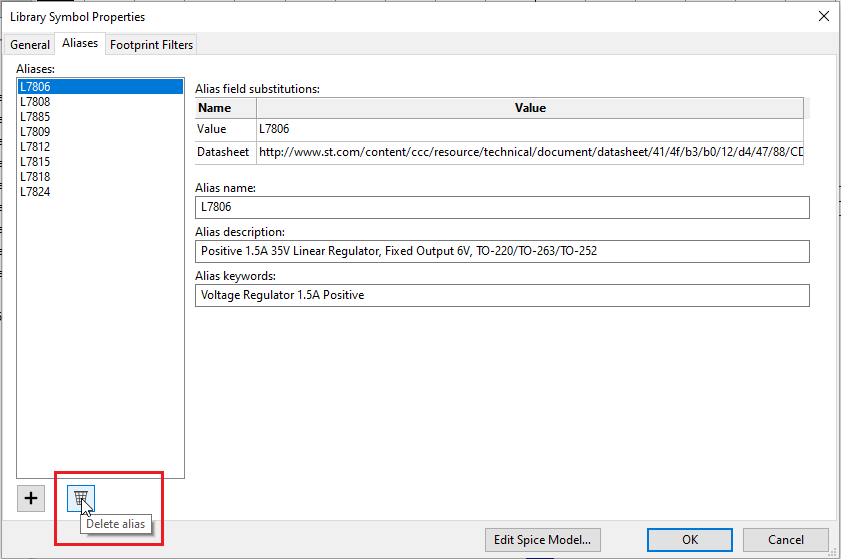 Library Symbol Properties
General Aliases Footprint Filters
Aliases:
L7806
L7808
L7885
L7809
L7812
L7815
L7818
L7824
Alias field substitutions:
Name Value
Value L7806
Datasheet http://www.st.com/content/ccc/resource/technical/document/datasheet/41/4f/b3/b0/12/d4/47/88/CD
Alias name:
L7806
Alias description:
Positive 1.5A 35V Linear Regulator, Fixed Output 6V, TO-220/TO-263/TO-252
Alias keywords:
Voltage Regulator 1.5A Positive
Delete alias
Edit Spice Model... OK Cancel